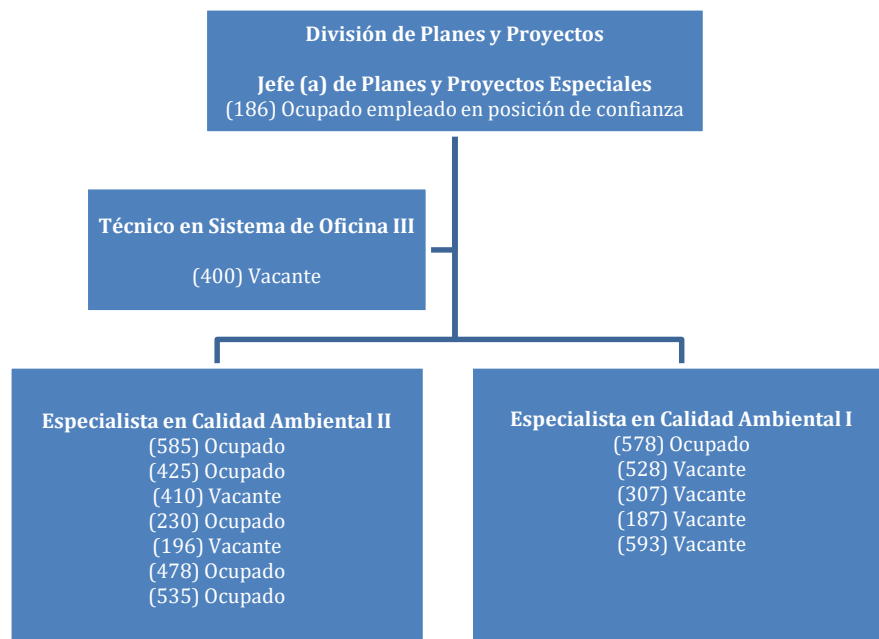 División de Planes y Proyectos
Jefe (a) de Planes y Proyectos Especiales
(186) Ocupado empleado en posición de confianza
Técnico en Sistema de Oficina III
(400) Vacante
Especialista en Calidad Ambiental II
(585) Ocupado
(425) Ocupado
(410) Vacante
(230) Ocupado
(196) Vacante
(478) Ocupado
(535) Ocupado
Especialista en Calidad Ambiental I
(578) Ocupado
(528) Vacante
(307) Vacante
(187) Vacante
(593) Vacante